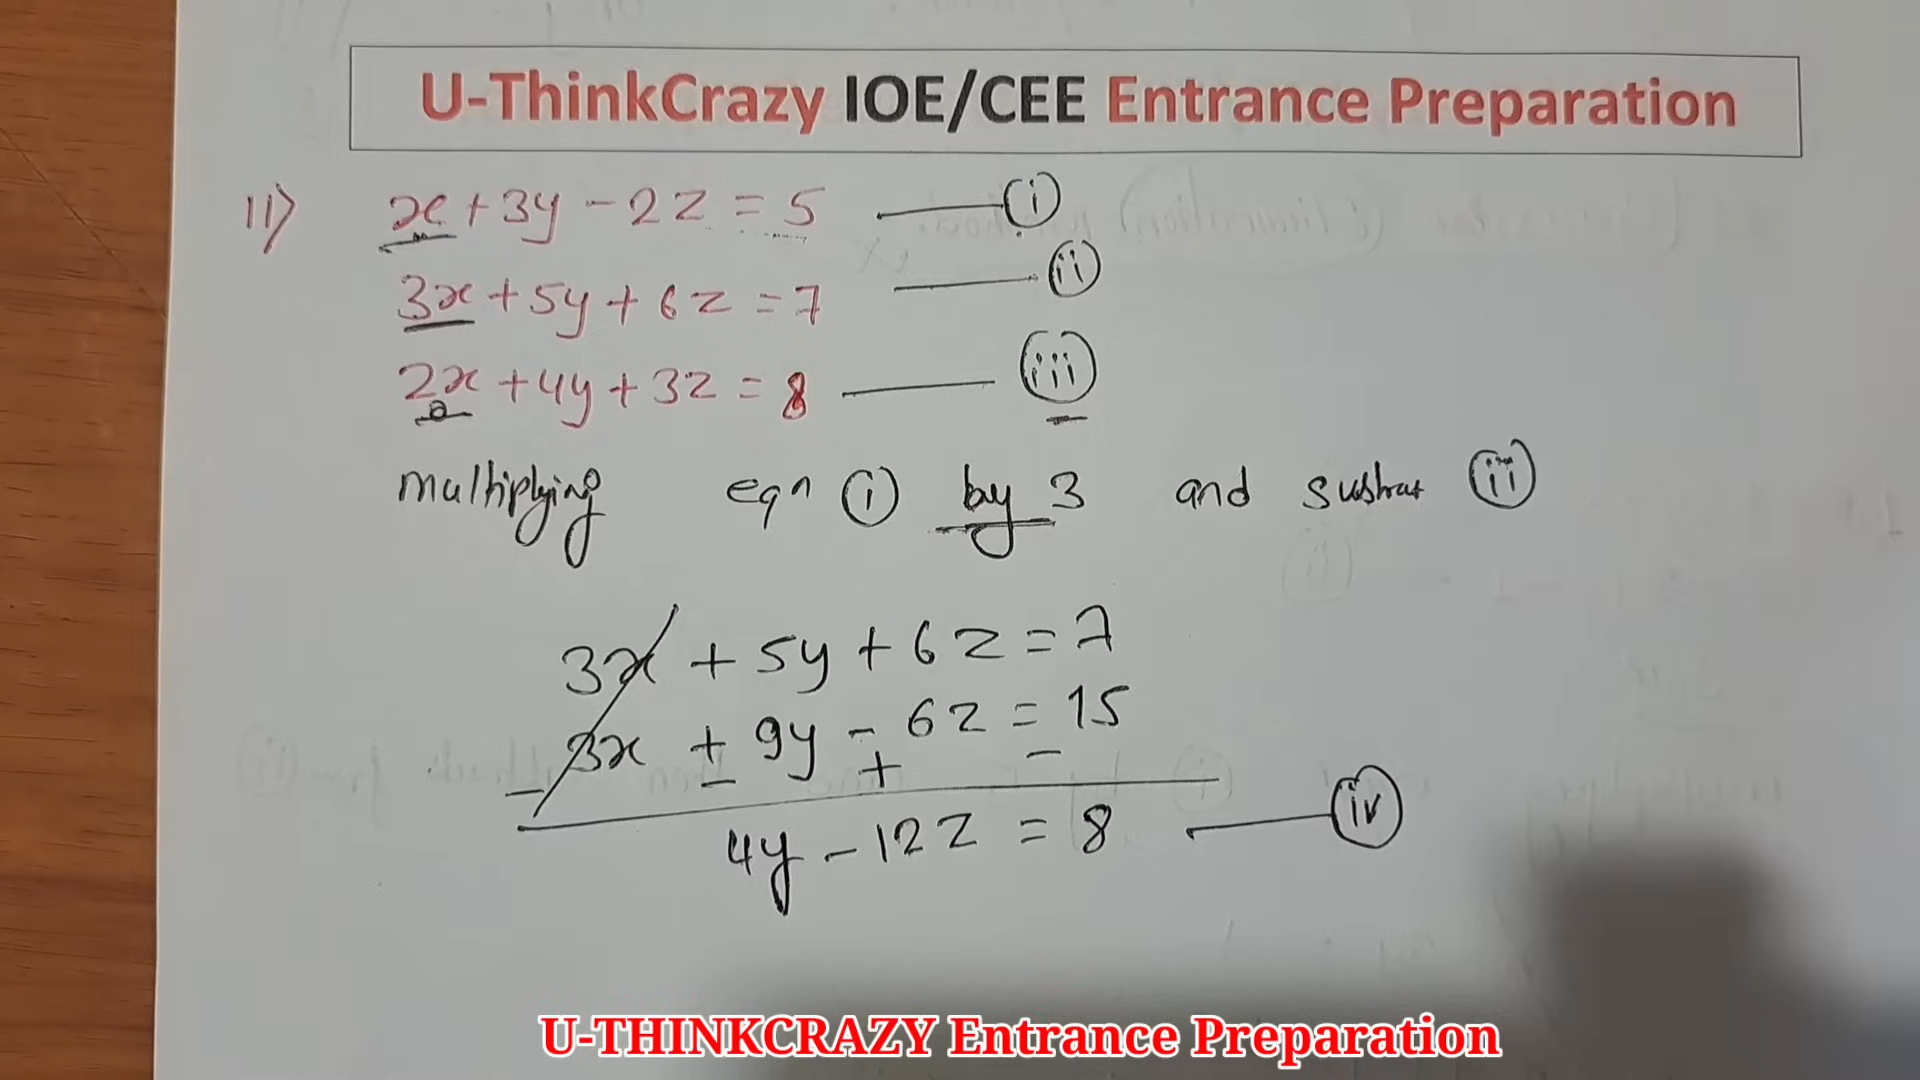 U-ThinkCrazy IOE/CEE Entrance Preparation
11) x + 3y - 2z = 5 (i)
3x + 5y + 6z = 7 (ii)
2x + 4y + 3z = 8 (iii)
multiplying eqn (i) by 3 and (ii)
3x + 5y + 6z = 7
3x + 9y - 6z = 15
- - + -
4y - 12z = 8 (iv)
U-THINKCRAZY Entrance Preparation